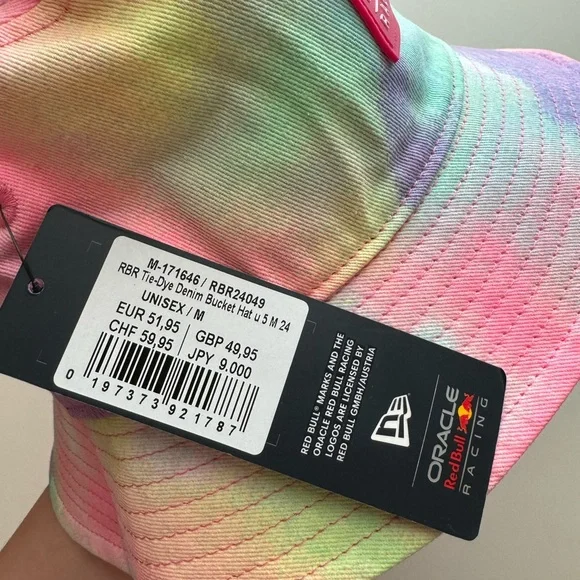 M-171646 / RBR24049
RBR Tie-Dye Denim Bucket Hat u 5 M 24
UNISEX / M
EUR 51,95 GBP 49,95
CHF 59,95 JPY 9.000
0 197373 921787
RED BULL® MARKS AND THE
ORACLE RED BULL RACING
LOGOS ARE LICENSED BY
RED BULL GMBH/AUSTRIA
ORACLE
Red Bull
RACING